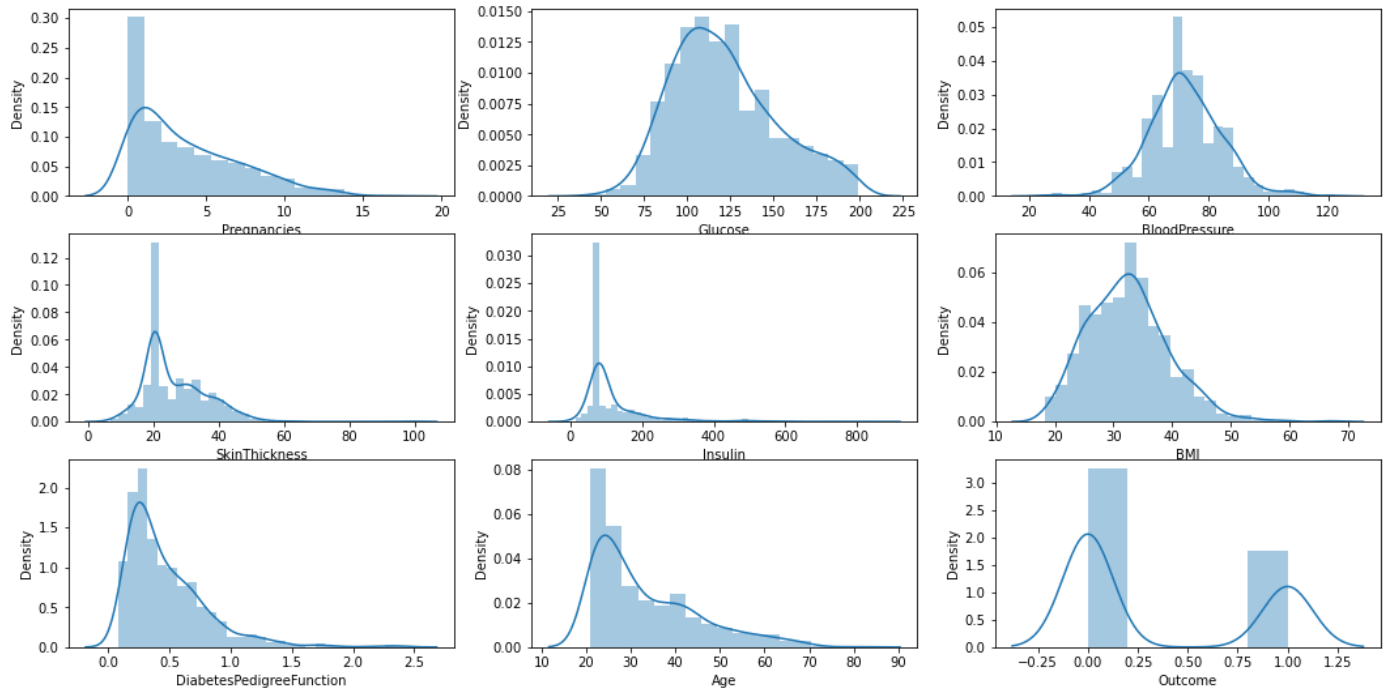 0.30
0.25
0.20
0.15
0.10
0.05
0.00
Density
0 5 10 15 20
Pregnancies
0.0150
0.0125
0.0100
0.0075
0.0050
0.0025
0.0000
Density
25 50 75 100 125 150 175 200 225
Glucose
0.05
0.04
0.03
0.02
0.01
0.00
Density
20 40 60 80 100 120
BloodPressure
0.12
0.10
0.08
0.06
0.04
0.02
0.00
Density
0 20 40 60 80 100
SkinThickness
0.030
0.025
0.020
0.015
0.010
0.005
0.000
Density
0 200 400 600 800
Insulin
0.06
0.04
0.02
0.00
Density
10 20 30 40 50 60 70
BMI
2.0
1.5
1.0
0.5
0.0
Density
0.0 0.5 1.0 1.5 2.0 2.5
DiabetesPedigreeFunction
0.08
0.06
0.04
0.02
0.00
Density
10 20 30 40 50 60 70 80 90
Age
3.0
2.5
2.0
1.5
1.0
0.5
0.0
Density
−0.25 0.00 0.25 0.50 0.75 1.00 1.25
Outcome